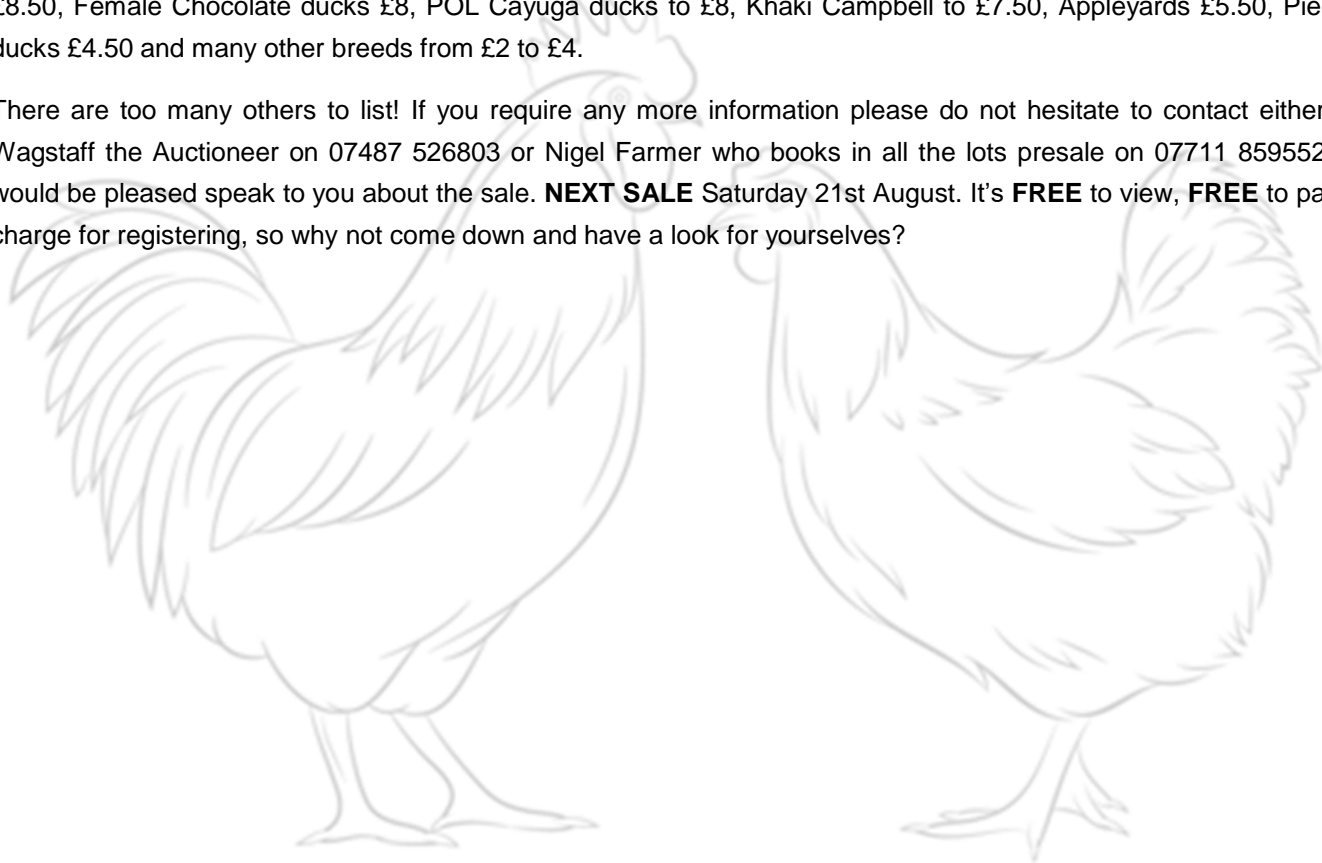 £8.50, Female Chocolate ducks £8, POL Cayuga ducks to £8, Khaki Campbell to £7.50, Appleyards £5.50, Pie
ducks £4.50 and many other breeds from £2 to £4.
There are too many others to list! If you require any more information please do not hesitate to contact either
Wagstaff the Auctioneer on 07487 526803 or Nigel Farmer who books in all the lots presale on 07711 859552
would be pleased speak to you about the sale. NEXT SALE Saturday 21st August. It’s FREE to view, FREE to pa
charge for registering, so why not come down and have a look for yourselves?